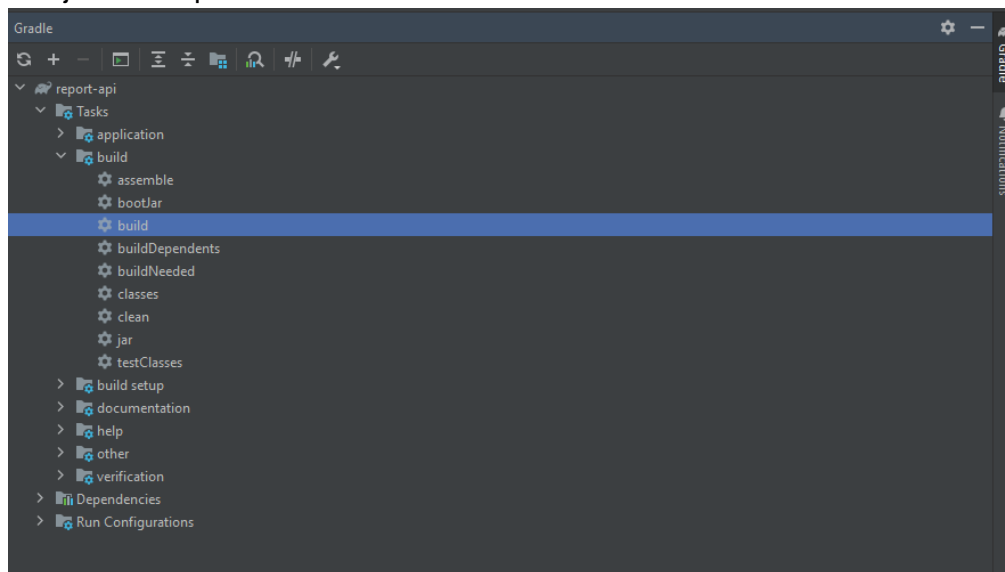 Gradle
report-api
Tasks
application
build
assemble
bootJar
build
buildDependents
buildNeeded
classes
clean
jar
testClasses
build setup
documentation
help
other
verification
Dependencies
Run Configurations
Gradle
Notifications